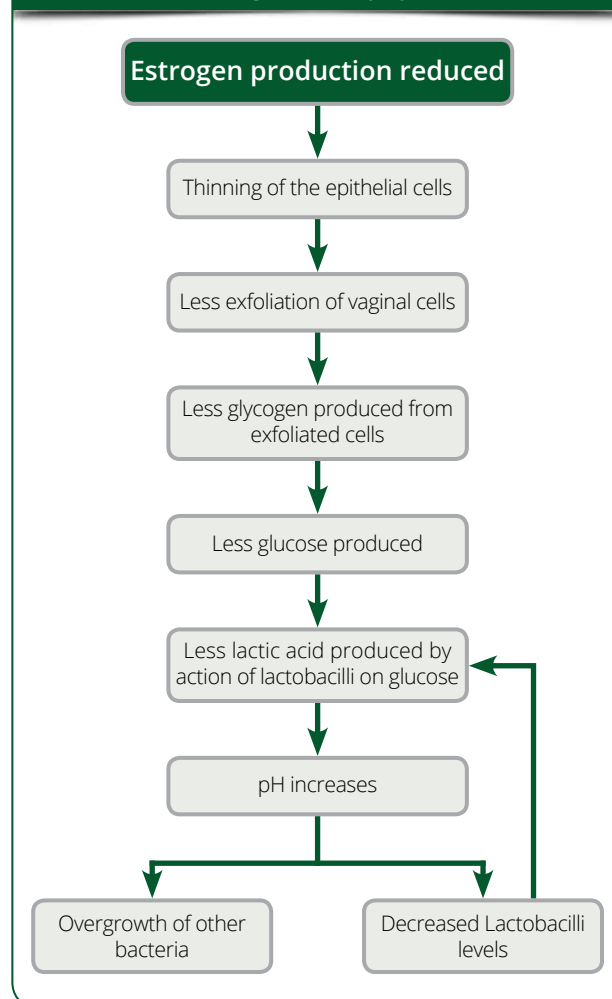 Estrogen production reduced
Thinning of the epithelial cells
Less exfoliation of vaginal cells
Less glycogen produced from
exfoliated cells
Less glucose produced
Less lactic acid produced by
action of lactobacilli on glucose
pH increases
Overgrowth of other
bacteria
Decreased Lactobacilli
levels